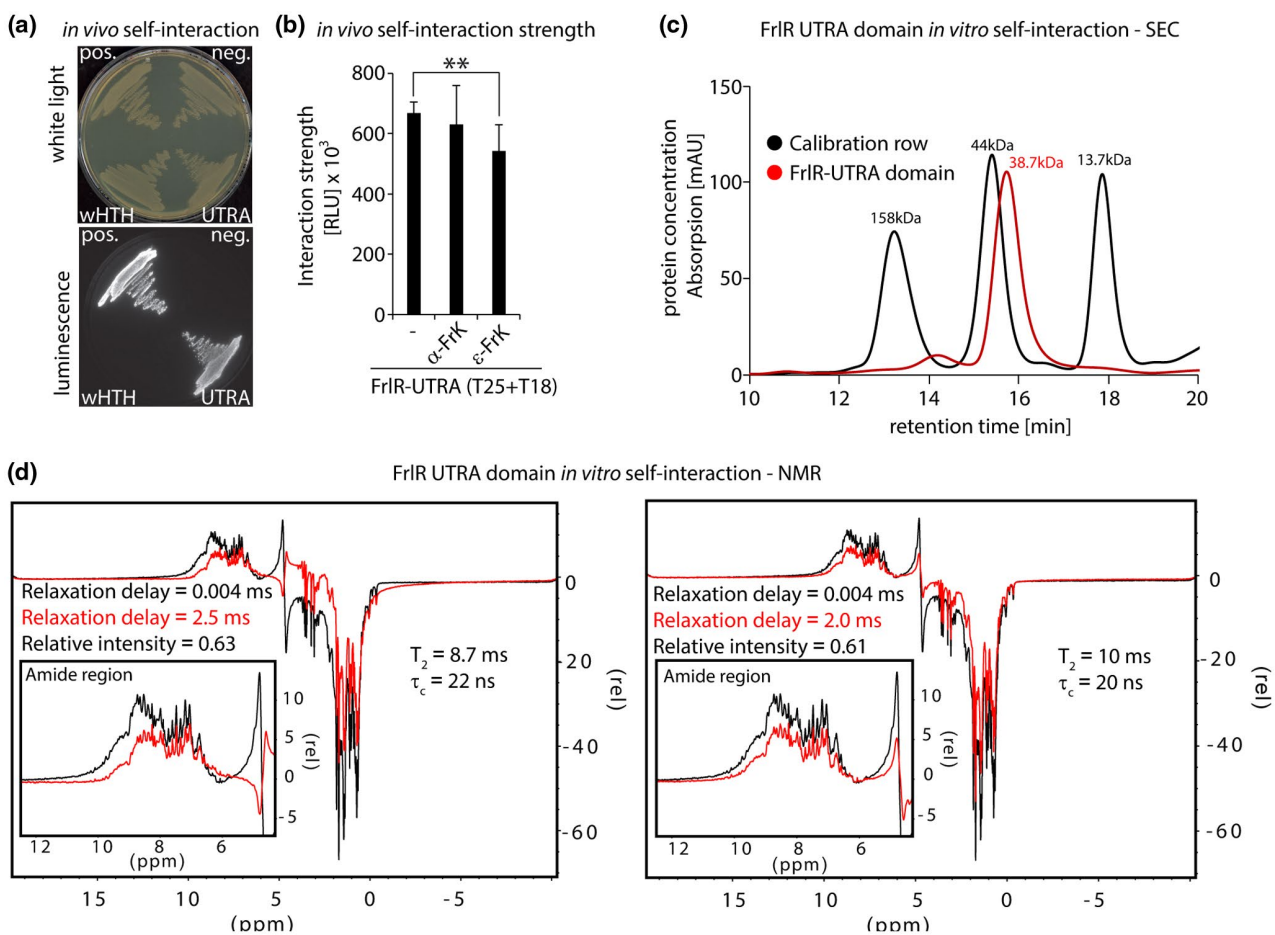 (a)
in vivo self-interaction
white light
pos.
neg.
wHTH
UTRA
luminescence
pos.
neg.
wHTH
UTRA
(b)
in vivo self-interaction strength
Interaction strength
[RLU] x 10³
800
600
400
200
0
**
-
α-FrK
ε-FrK
FrlR-UTRA (T25+T18)
(c)
FrlR UTRA domain in vitro self-interaction - SEC
protein concentration
Absorpsion [mAU]
150
100
50
0
Calibration row
FrlR-UTRA domain
158kDa
44kDa
38.7kDa
13.7kDa
10
12
14
16
18
20
retention time [min]
(d)
FrlR UTRA domain in vitro self-interaction - NMR
Relaxation delay = 0.004 ms
Relaxation delay = 2.5 ms
Relative intensity = 0.63
T₂ = 8.7 ms
τc = 22 ns
Amide region
10
5
0
-5
(rel)
12
10
8
6
(ppm)
0
20
-40
-60
(rel)
15
10
5
0
-5
(ppm)
Relaxation delay = 0.004 ms
Relaxation delay = 2.0 ms
Relative intensity = 0.61
T₂ = 10 ms
τc = 20 ns
Amide region
10
5
0
-5
(rel)
12
10
8
6
(ppm)
0
-20
-40
-60
(rel)
15
10
5
0
-5
(ppm)